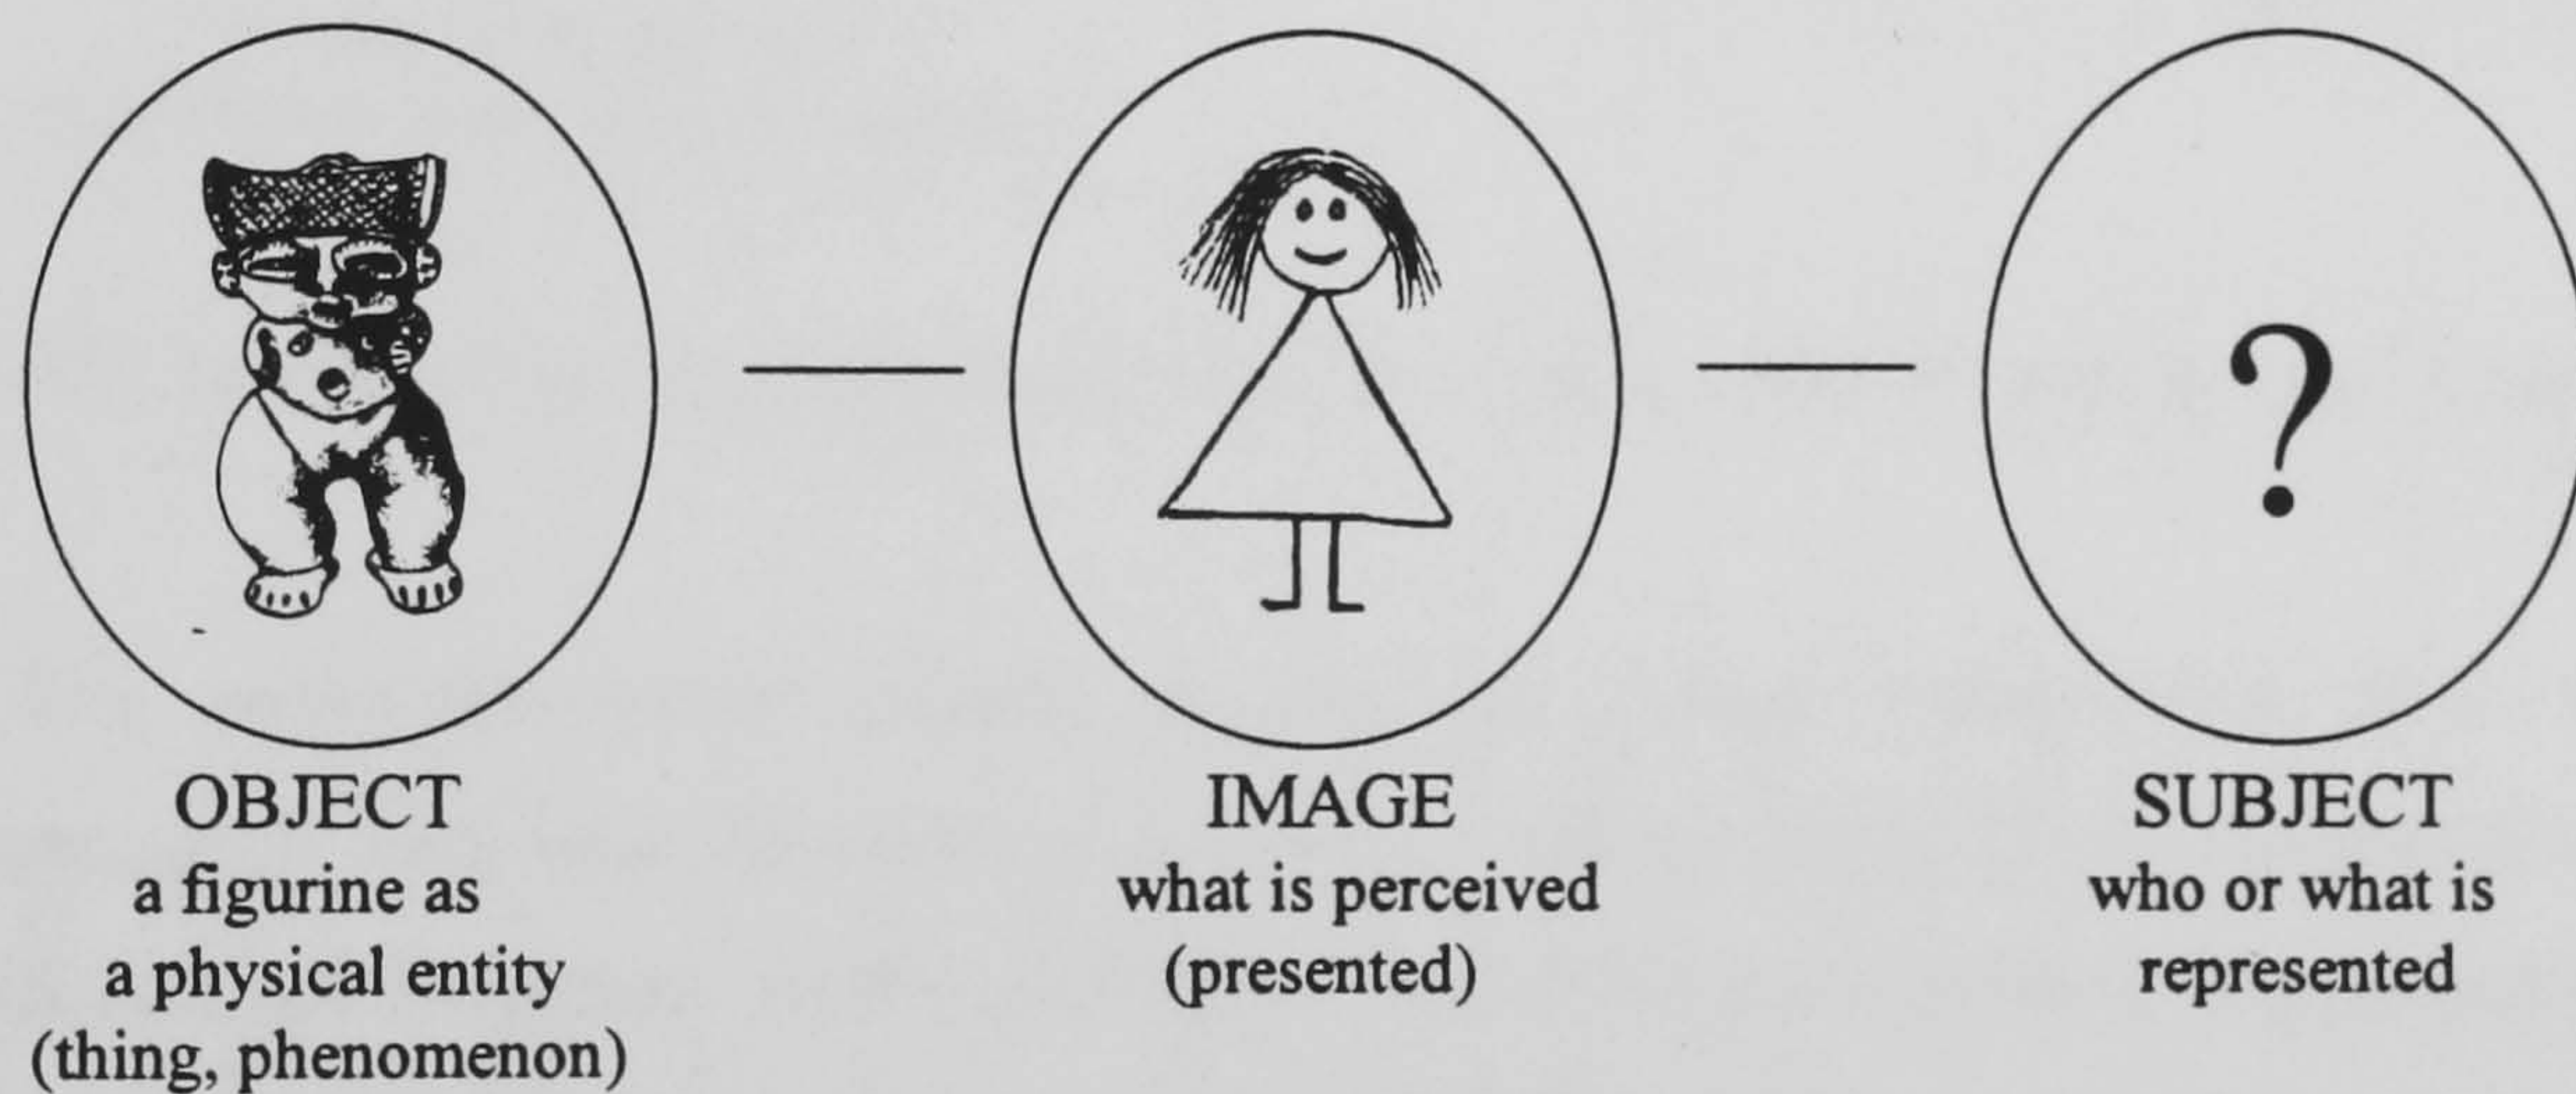 ?
OBJECT
a figurine as
a physical entity
(thing, phenomenon)
IMAGE
what is perceived
(presented)
SUBJECT
who or what is
represented